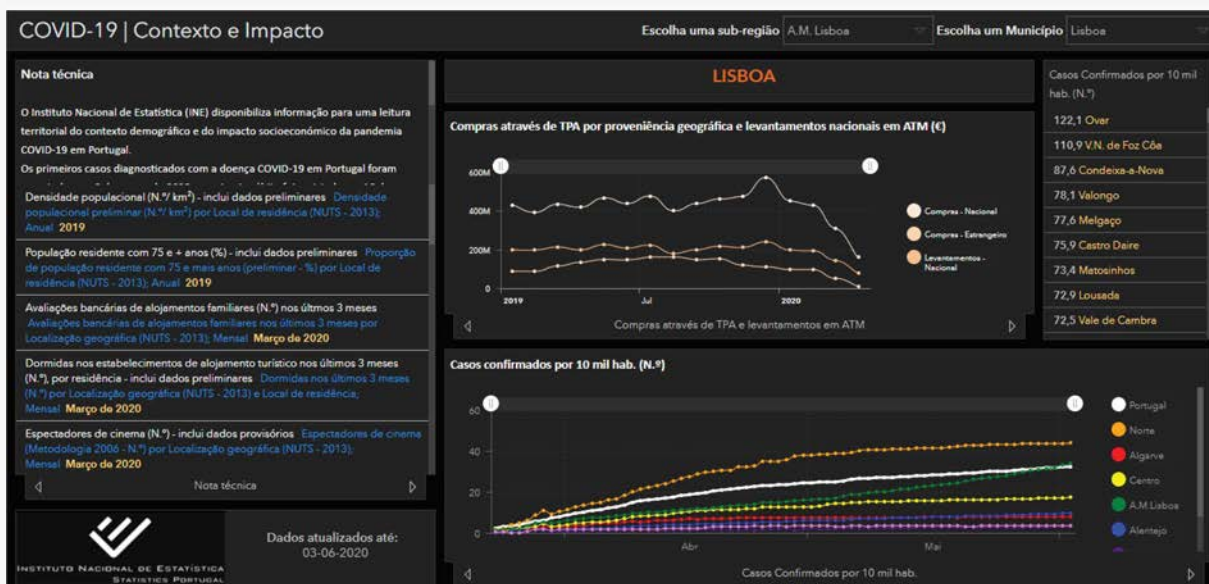 COVID-19 | Contexto e Impacto
Escolha uma sub-região A.M. Lisboa
Escolha um Município Lisboa
Nota técnica
O Instituto Nacional de Estatística (INE) disponibiliza informação para uma leitura
territorial do contexto demográfico e do impacto socioeconómico da pandemia
COVID-19 em Portugal.
Os primeiros casos diagnosticados com a doença COVID-19 em Portugal foram
Densidade populacional (N.º/ km²) - inclui dados preliminares Densidade
populacional preliminar (N.º/ km²) por Local de residência (NUTS - 2013);
Anual 2019
População residente com 75 e + anos (%) - inclui dados preliminares Proporção
de população residente com 75 e mais anos (preliminar - %) por Local de
residência (NUTS - 2013); Anual 2019
Avaliações bancárias de alojamentos familiares (N.º) nos últmos 3 meses
Avaliações bancárias de alojamentos familiares nos últimos 3 meses por
Localização geográfica (NUTS - 2013); Mensal Março de 2020
Dormidas nos estabelecimentos de alojamento turístico nos últimos 3 meses
(N.º), por residência - inclui dados preliminares Dormidas nos últimos 3 meses
(N.º) por Localização geográfica (NUTS - 2013) e Local de residência;
Mensal Março de 2020
Espectadores de cinema (N.º) - inclui dados provisórios Espectadores de cinema
(Metodologia 2006 - N.º) por Localização geográfica (NUTS - 2013);
Mensal Março de 2020
Nota técnica
INSTITUTO NACIONAL DE ESTATÍSTICA
STATISTICS PORTUGAL
Dados atualizados até:
03-06-2020
LISBOA
Compras através de TPA por proveniência geográfica e levantamentos nacionais em ATM (€)
600M
400M
200M
0
2019
Jul
2020
Compras - Nacional
Compras - Estrangeiro
Levantamentos -
Nacional
Compras através de TPA e levantamentos em ATM
Casos confirmados por 10 mil hab. (N.º)
60
40
20
0
Abr
Mai
Portugal
Norte
Algarve
Centro
A.M.Lisboa
Alentejo
Casos Confirmados por 10 mil hab.
Casos Confirmados por 10 mil
hab. (N.º)
122,1 Ovar
110,9 V.N. de Foz Côa
87,6 Condeixa-a-Nova
78,1 Valongo
77,6 Melgaço
75,9 Castro Daire
73,4 Matosinhos
72,9 Lousada
72,5 Vale de Cambra